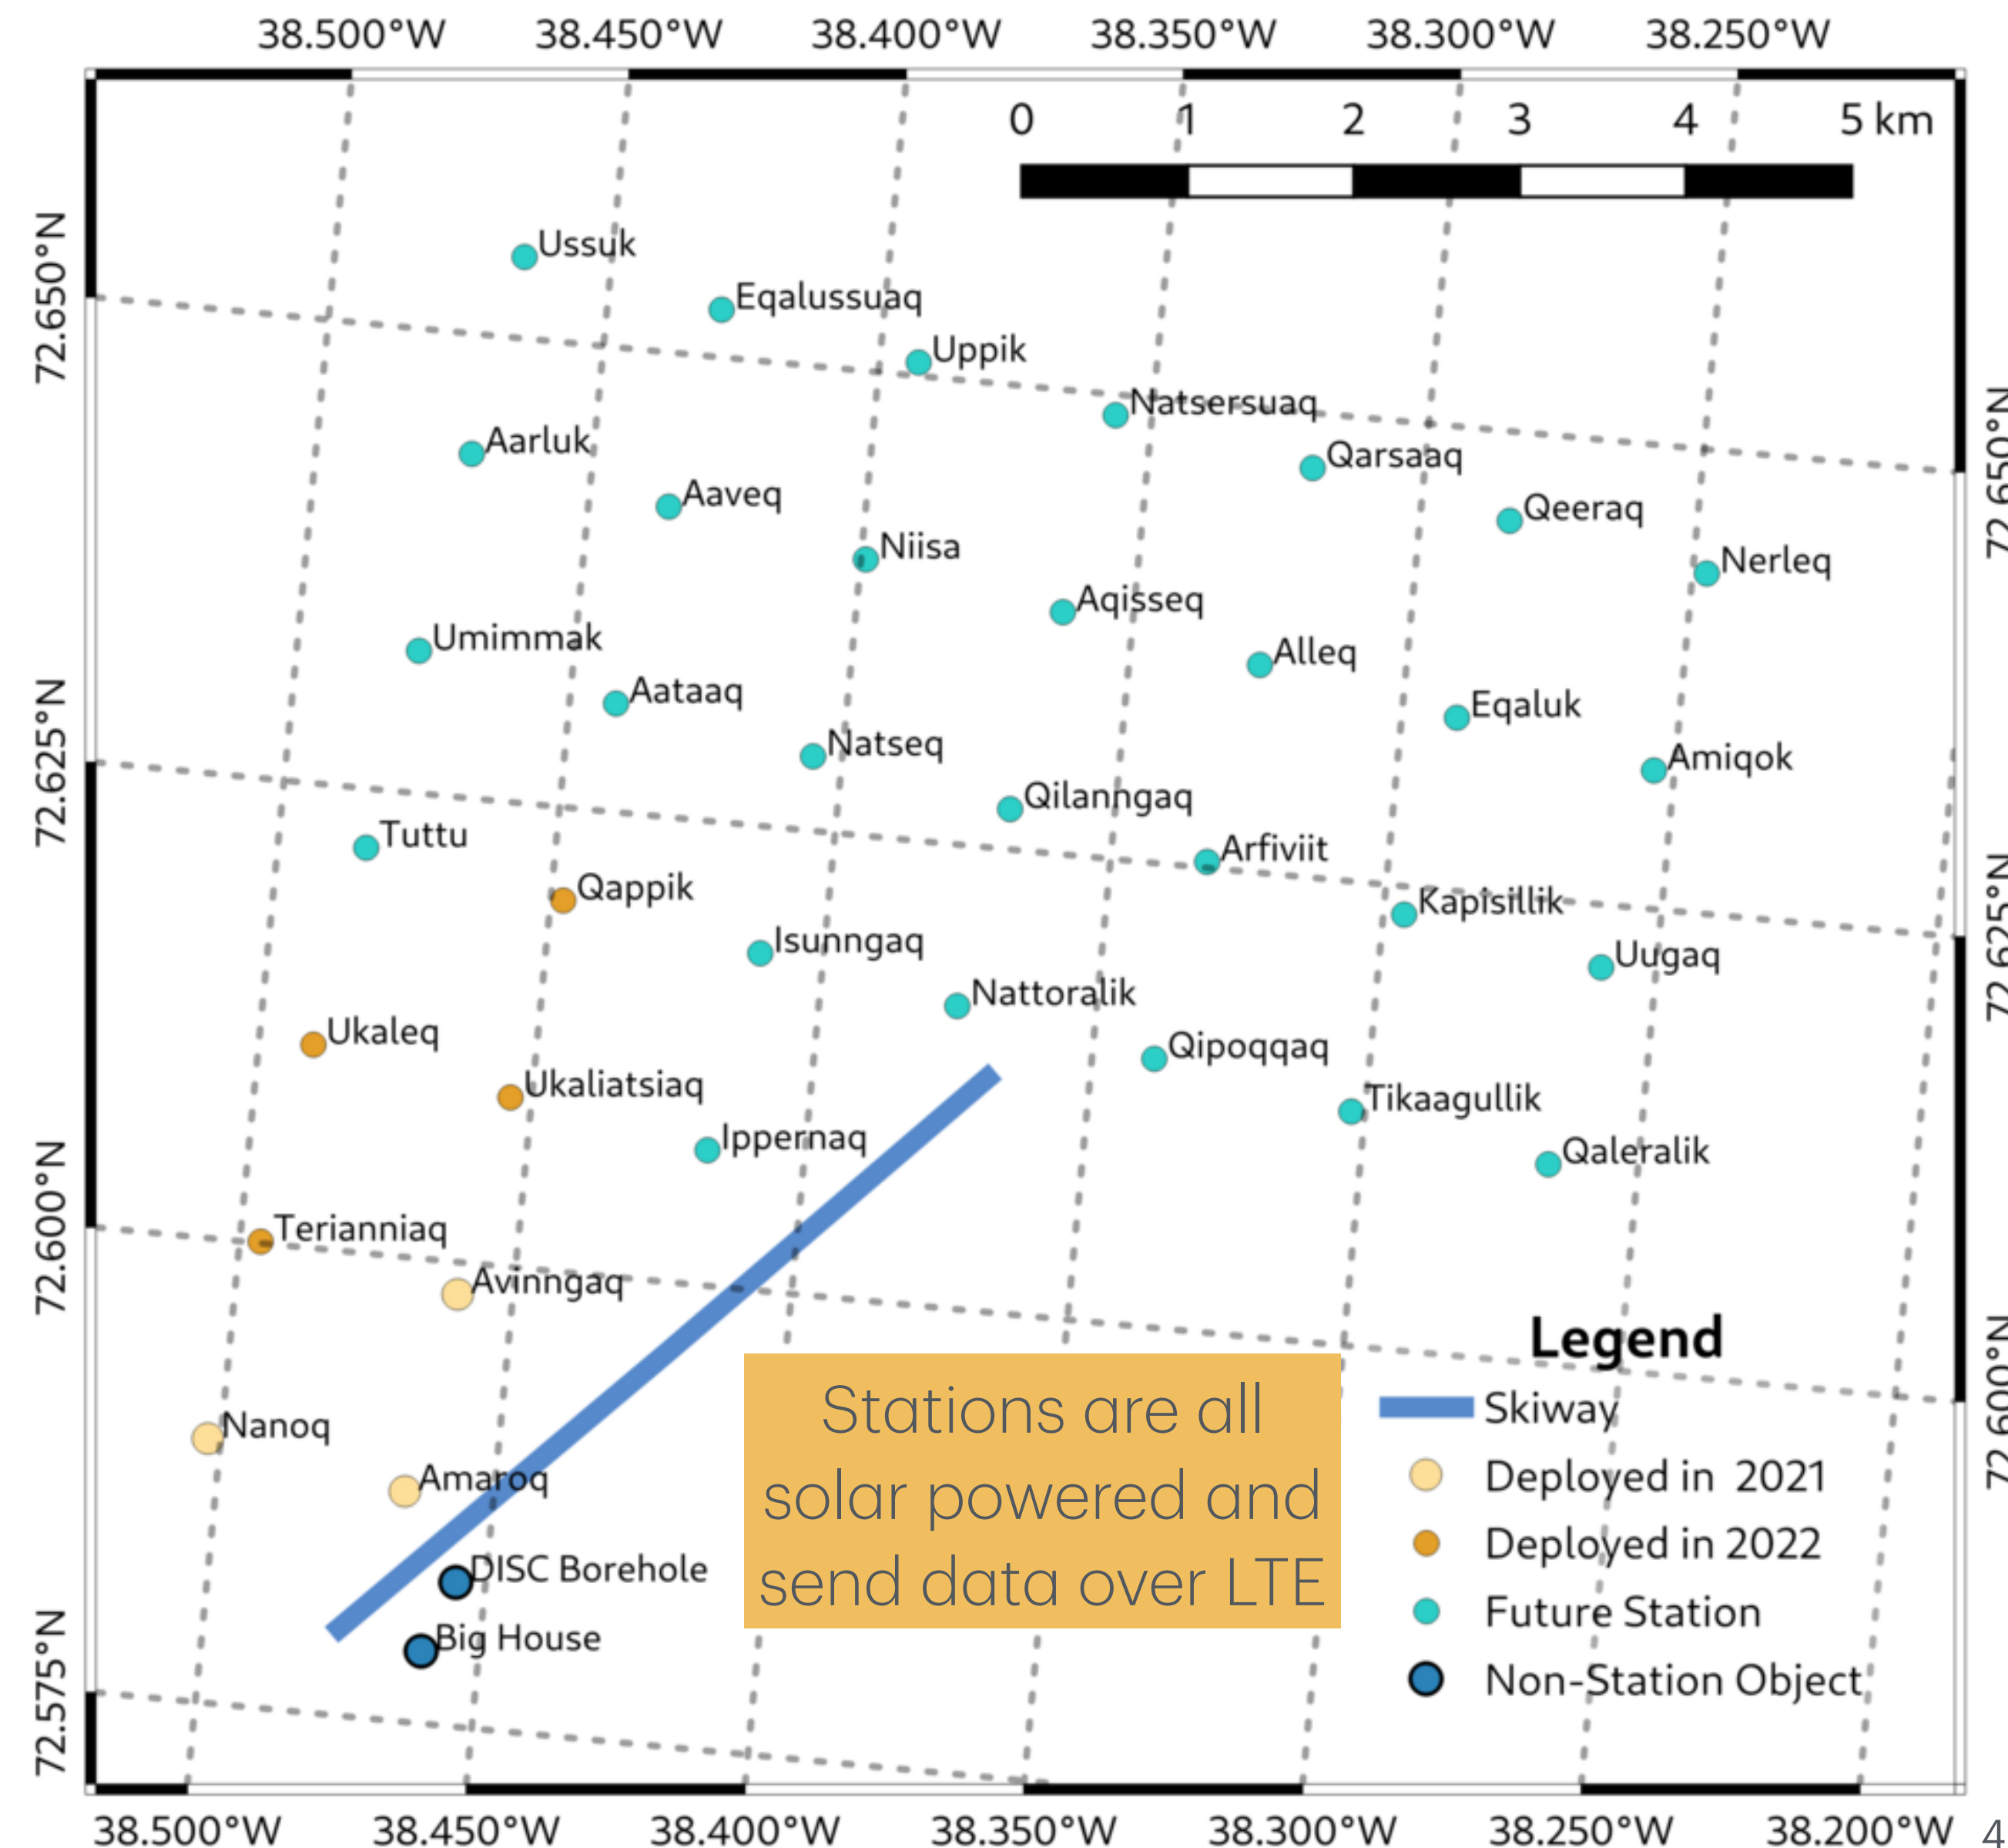 38.500°W 38.450°W 38.400°W 38.350°W 38.300°W 38.250°W
0 1 2 3 4 5 km
72.650°N
Ussuk
Eqalussuaq
Uppik
Natsersuaq
72.650°N
Aarluk
Qarsaaq
Aaveq
Qeeraq
Niisa
Nerleq
Aqisseq
Umimmak
Alleq
Aataaq
Eqaluk
Natseq
Amiqok
72.625°N
Qilanngaq
Tuttu
Arfiviit
Qappik
Kapisillik
72.625°N
Isunngaq
Uugaq
Nattoralik
Ukaleq
Qipoqqaq
Ukaliatsiaq
Tikaagullik
Ippernaq
Qaleralik
72.600°N
Terianniaq
Avinngaq
72.600°N
Nanoq
Amaroq
DISC Borehole
Big House
72.575°N
Stations are all
solar powered and
send data over LTE
Legend
Skiway
Deployed in 2021
Deployed in 2022
Future Station
Non-Station Object
38.500°W 38.450°W 38.400°W 38.350°W 38.300°W 38.250°W 38.200°W
4